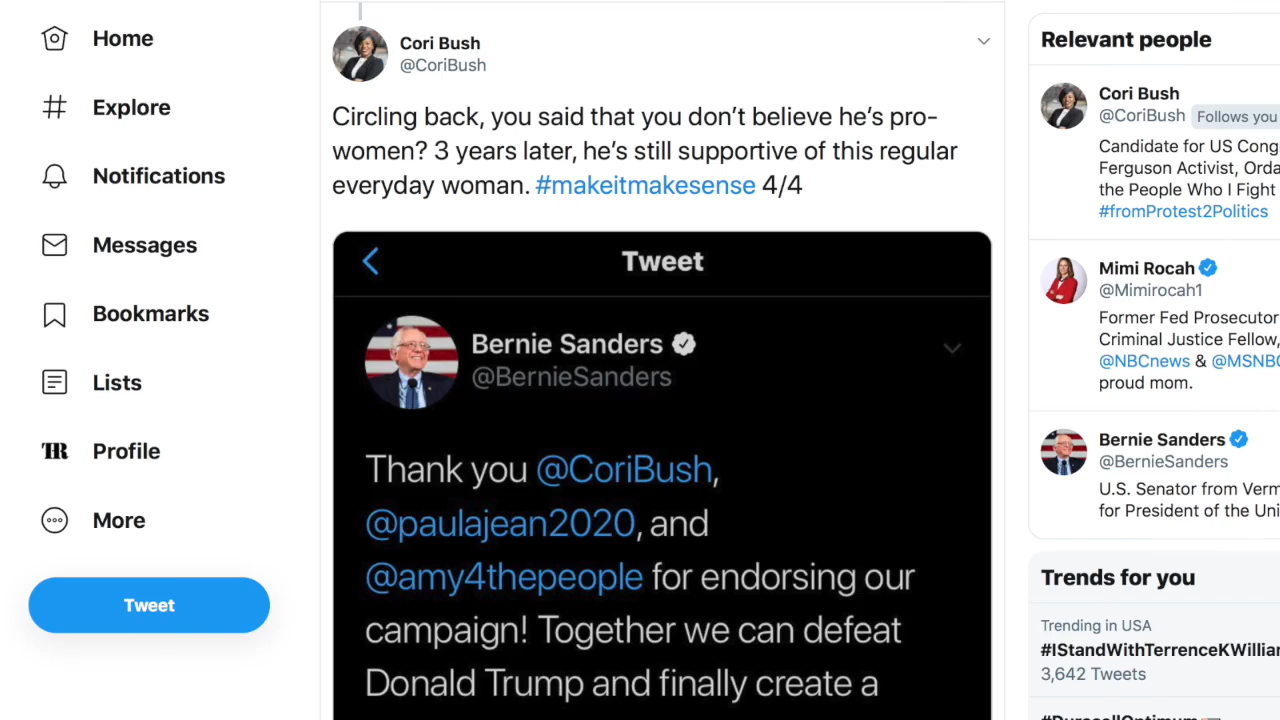 Home
Explore
Notifications
Messages
Bookmarks
Lists
TR Profile
More
Tweet
Cori Bush
@CoriBush
Circling back, you said that you don't believe he's pro-
women? 3 years later, he's still supportive of this regular
everyday woman. #makeitmakesense 4/4
Tweet
Bernie Sanders
@BernieSanders
Thank you @CoriBush,
@paulajean2020, and
@amy4thepeople for endorsing our
campaign! Together we can defeat
Donald Trump and finally create a
Relevant people
Cori Bush
@CoriBush Follows you
Candidate for US Cong
Ferguson Activist, Orda
the People Who I Fight
#fromProtest2Politics
Mimi Rocah
@Mimirocah1
Former Fed Prosecutor
Criminal Justice Fellow,
@NBCnews & @MSNBC
proud mom.
Bernie Sanders
@BernieSanders
U.S. Senator from Verm
for President of the Uni
Trends for you
Trending in USA
#IStandWithTerrenceKWilliam
3,642 Tweets